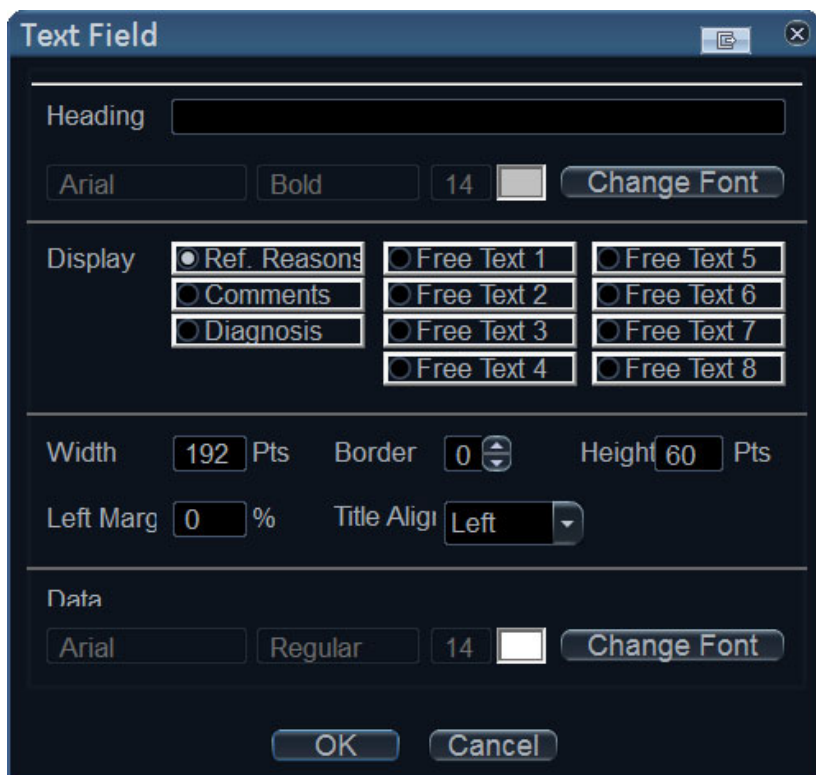 Text Field
Heading
Arial Bold 14 Change Font
Display Ref. Reasons Free Text 1 Free Text 5
Comments Free Text 2 Free Text 6
Diagnosis Free Text 3 Free Text 7
Free Text 4 Free Text 8
Width 192 Pts Border 0 Height 60 Pts
Left Marg 0 % Title Alig Left
Data
Arial Regular 14 Change Font
OK Cancel